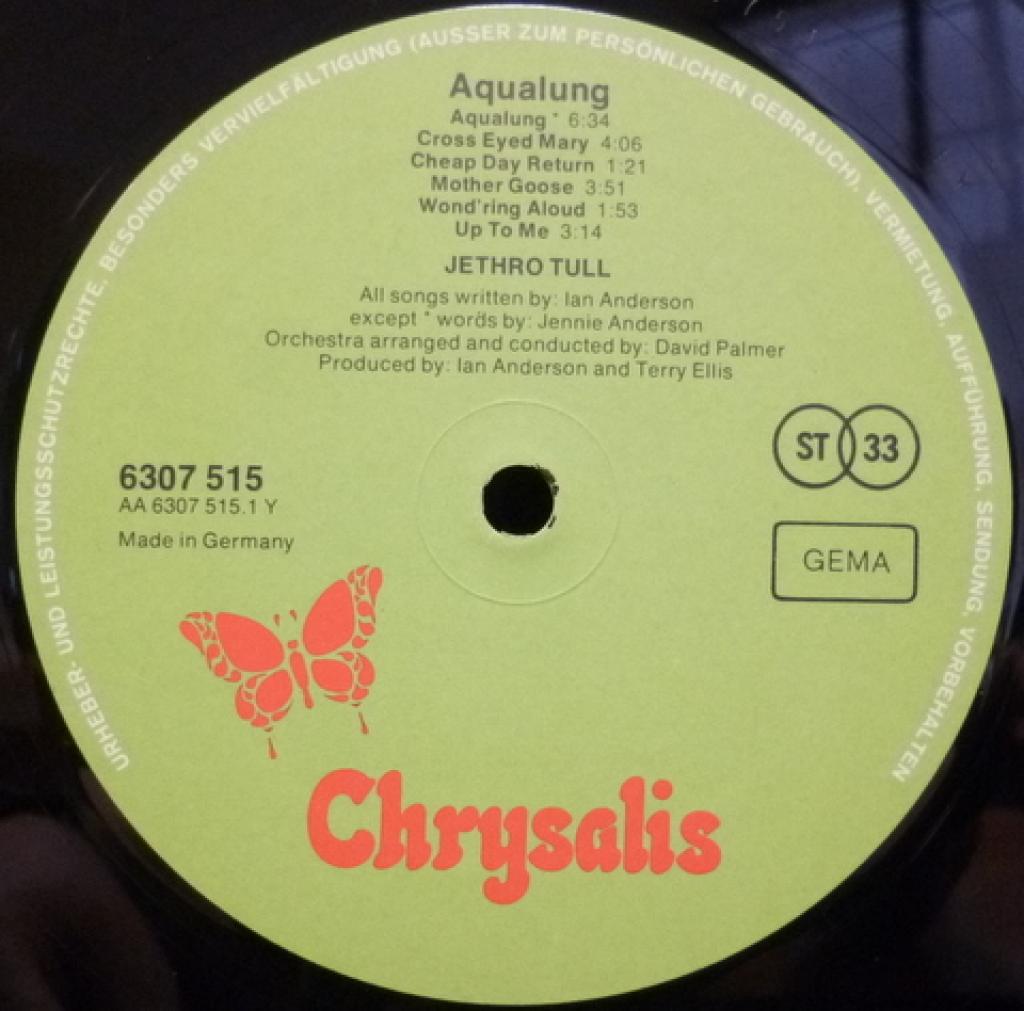 URHEBER- UND LEISTUNGSSCHUTZRECHTE, BESONDERS VERVIELFÄLTIGUNG (AUSSER ZUM PERSÖNLICHEN GEBRAUCH), VERMIETUNG, AUFFÜHRUNG, SENDUNG, VORBEHALTEN
Aqualung
Aqualung * 6:34
Cross Eyed Mary 4:06
Cheap Day Return 1:21
Mother Goose 3:51
Wond'ring Aloud 1:53
Up To Me 3:14
JETHRO TULL
All songs written by: Ian Anderson
except * words by: Jennie Anderson
Orchestra arranged and conducted by: David Palmer
Produced by: Ian Anderson and Terry Ellis
6307 515
AA 6307 515.1 Y
Made in Germany
ST 33
GEMA
Chrysalis